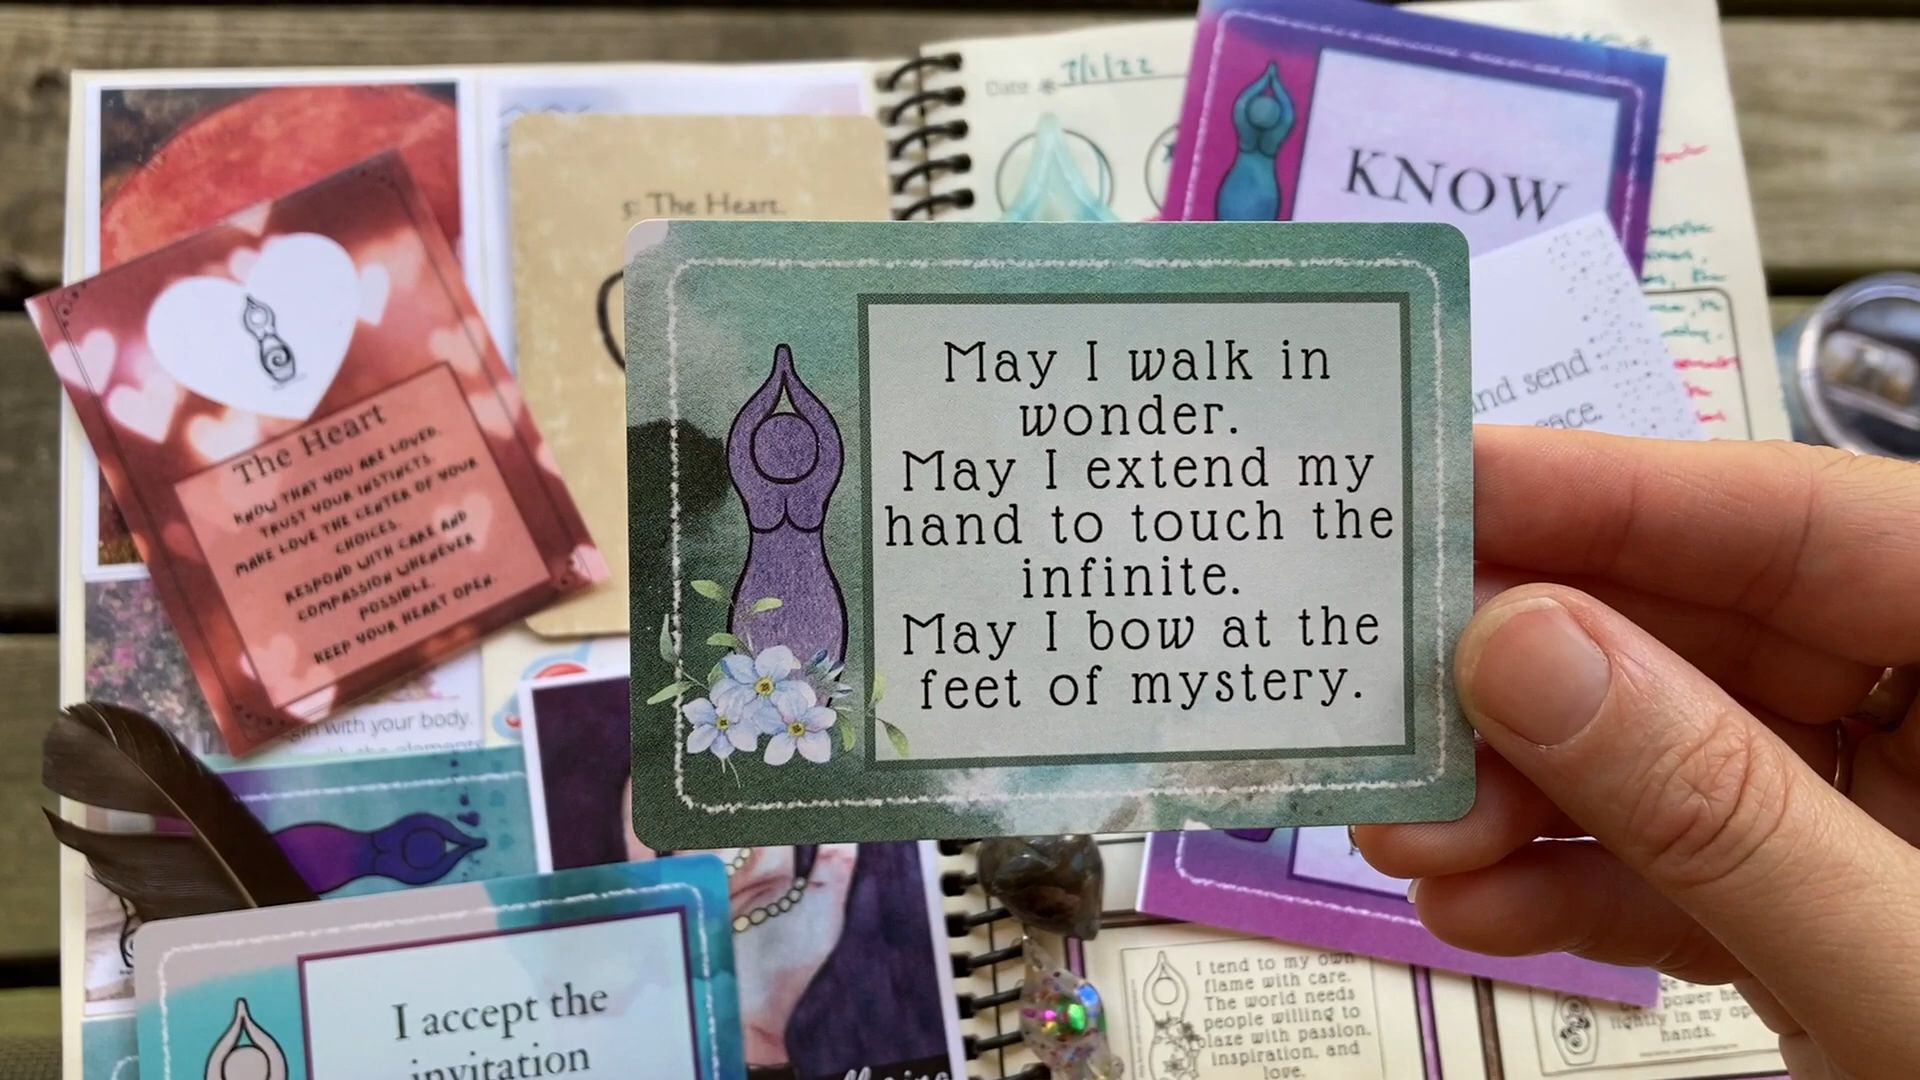 Date 7/1/22
KNOW
5: The Heart.
May I walk in
wonder.
May I extend my
hand to touch the
infinite.
May I bow at the
feet of mystery.
and send
The Heart
KNOW THAT YOU ARE LOVED.
TRUST YOUR INSTINCTS.
MAKE LOVE THE CENTER OF YOUR
CHOICES.
RESPOND WITH CARE AND
COMPASSION WHENEVER
POSSIBLE.
KEEP YOUR HEART OPEN.
with your body.
I accept the
invitation
I tend to my own
flame with care.
The world needs
people willing to
blaze with passion,
inspiration, and
love.
power
lightly in my
hands.